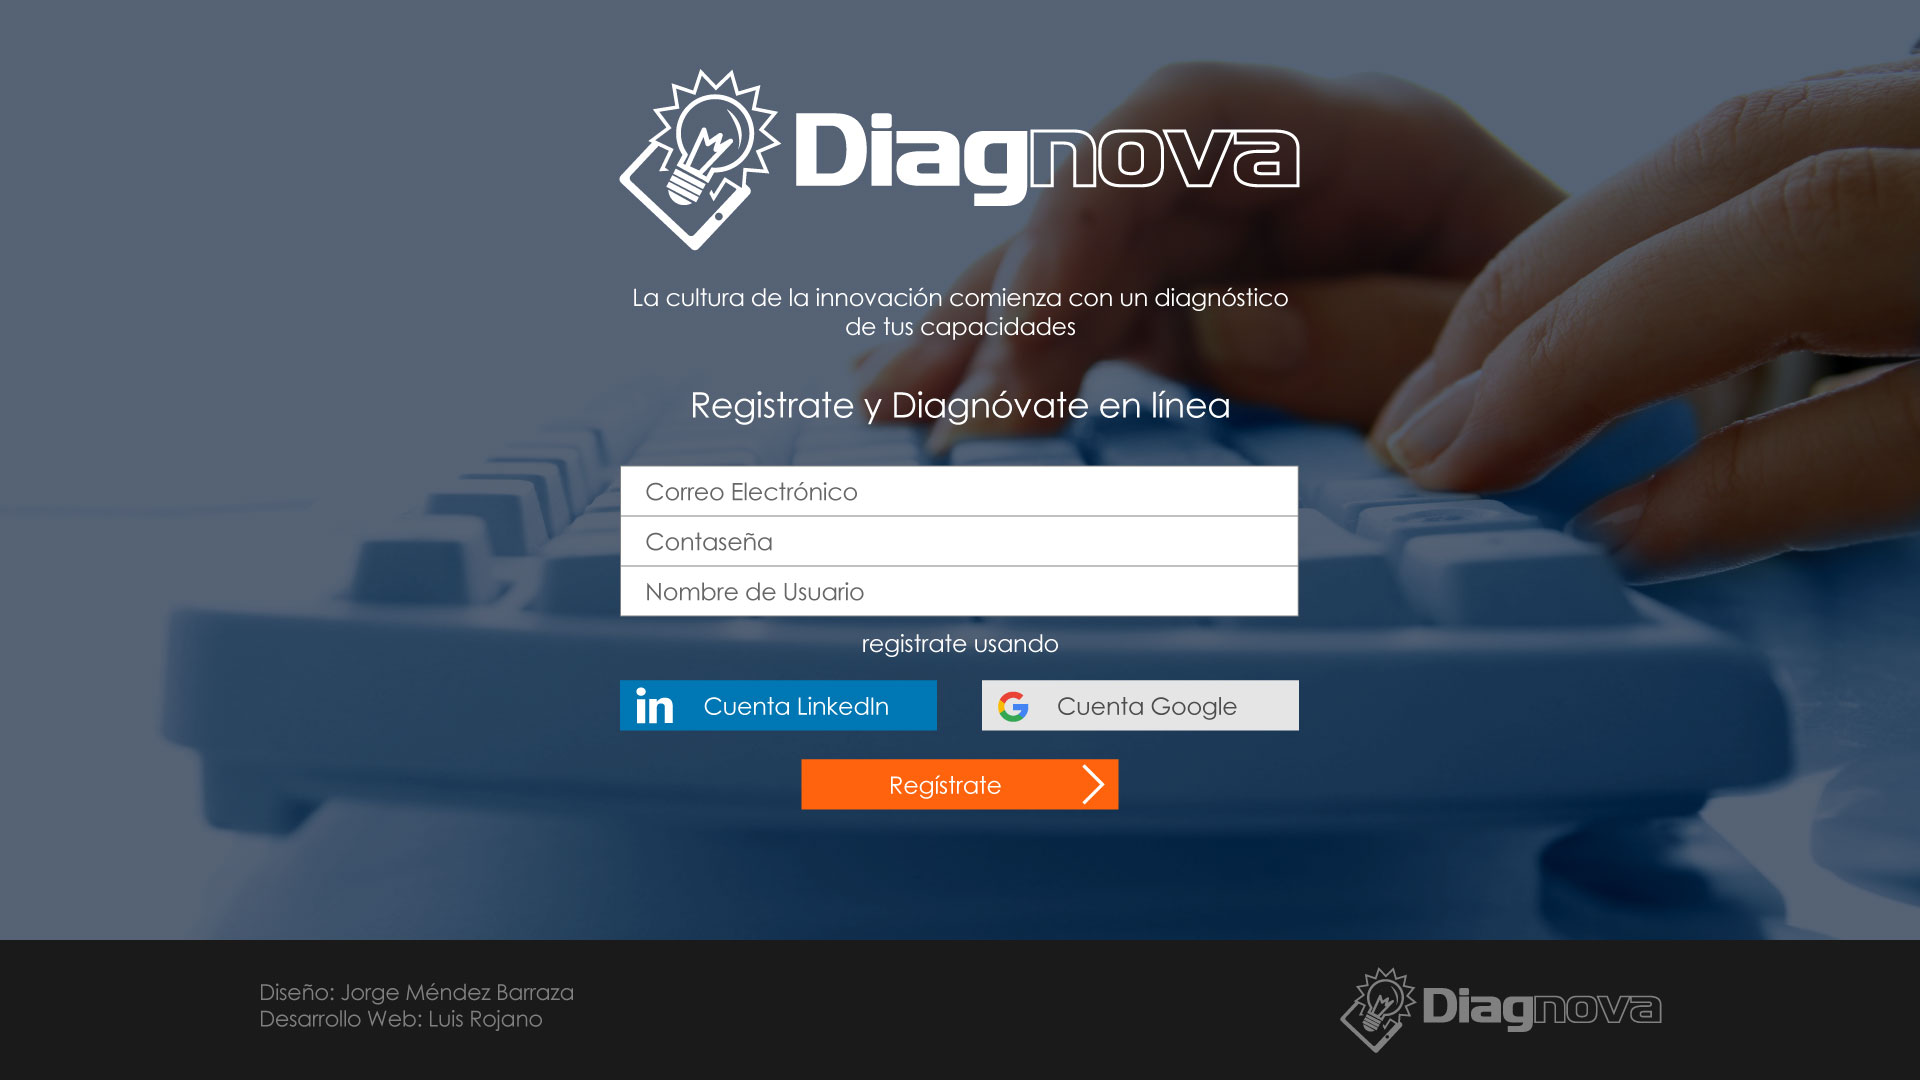 Diagnova
La cultura de la innovación comienza con un diagnóstico
de tus capacidades
Registrate y Diagnóvate en línea
Correo Electrónico
Contaseña
Nombre de Usuario
registrate usando
in Cuenta LinkedIn
G Cuenta Google
Regístrate
Diseño: Jorge Méndez Barraza
Desarrollo Web: Luis Rojano
Diagnova